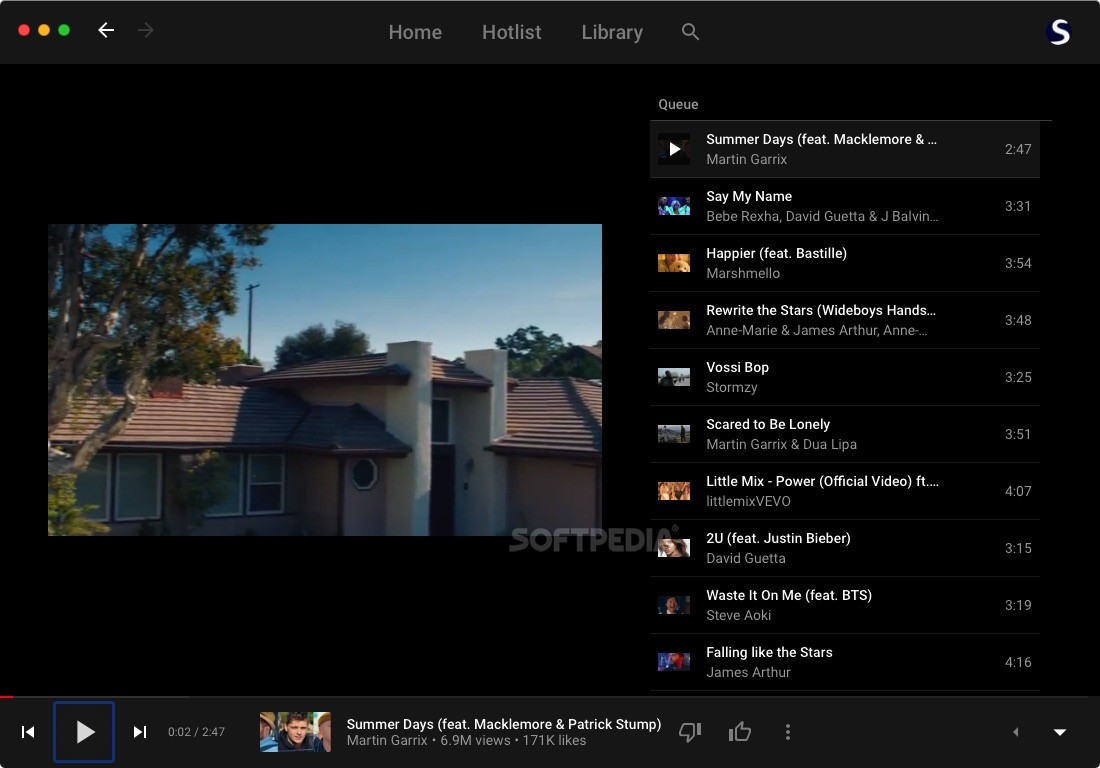 Home Hotlist Library S
Queue
Summer Days (feat. Macklemore & ...
Martin Garrix
2:47
Say My Name
Bebe Rexha, David Guetta & J Balvin...
3:31
Happier (feat. Bastille)
Marshmello
3:54
Rewrite the Stars (Wideboys Hands...
Anne-Marie & James Arthur, Anne-...
3:48
Vossi Bop
Stormzy
3:25
Scared to Be Lonely
Martin Garrix & Dua Lipa
3:51
Little Mix - Power (Official Video) ft....
littlemixVEVO
4:07
SOFTPEDIA®
2U (feat. Justin Bieber)
David Guetta
3:15
Waste It On Me (feat. BTS)
Steve Aoki
3:19
Falling like the Stars
James Arthur
4:16
0:02 / 2:47
Summer Days (feat. Macklemore & Patrick Stump)
Martin Garrix • 6.9M views • 171K likes